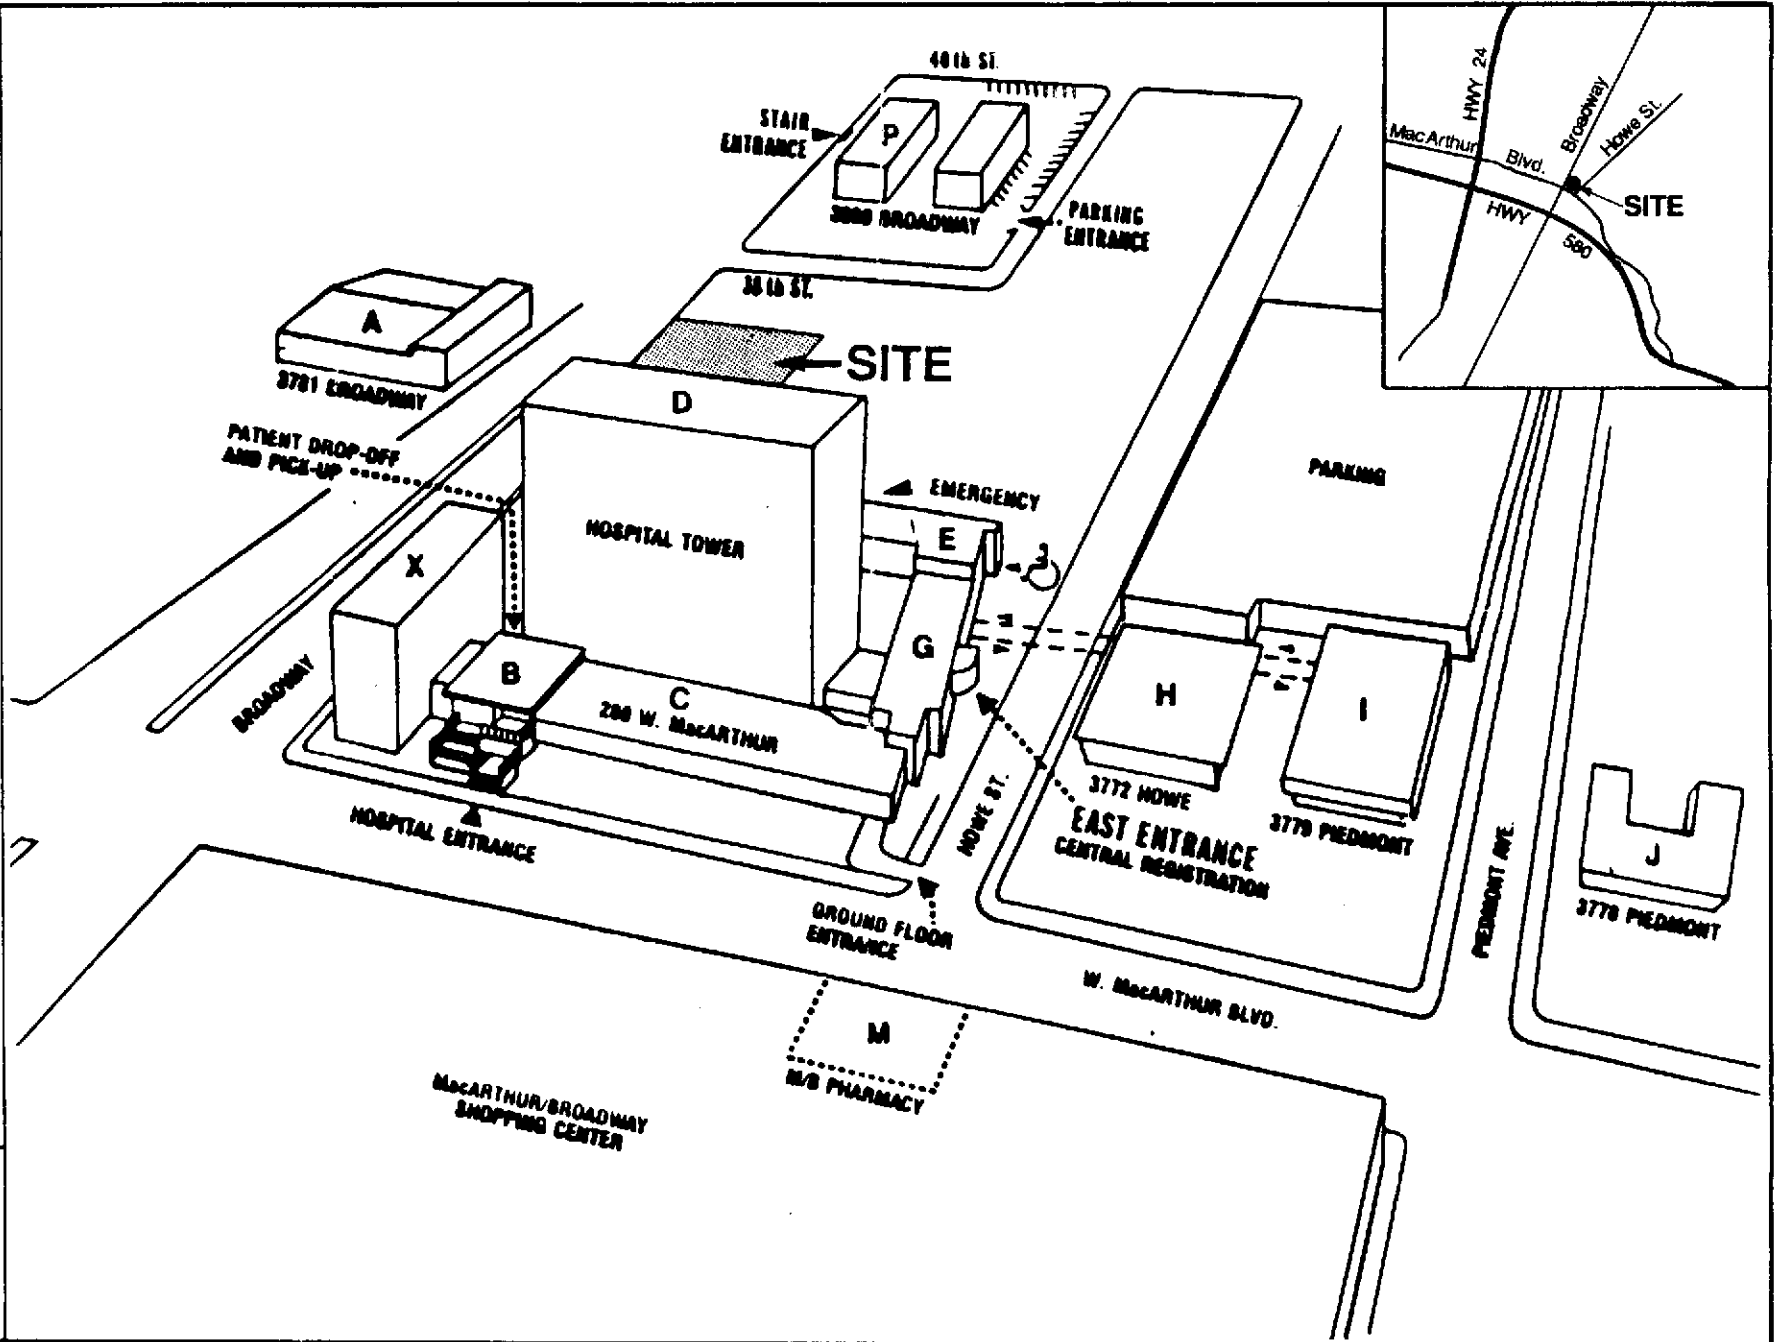 40th St.
STAIR
ENTRANCE
P
BROADWAY
PARKING
ENTRANCE
38th ST.
HWY 24
Broadway
Howe St.
MacArthur
Blvd.
SITE
HWY
580
A
3781 BROADWAY
SITE
D
PATIENT DROP-OFF
AND PICK-UP
EMERGENCY
PARKING
HOSPITAL TOWER
E
X
G
B
C
H
I
W. MacARTHUR
BROADWAY
3772 HOWE
3779 PIEDMONT
HOWE ST.
EAST ENTRANCE
CENTRAL REGISTRATION
J
3778 PIEDMONT
PIEDMONT AVE.
HOSPITAL ENTRANCE
GROUND FLOOR
ENTRANCE
W. MacARTHUR BLVD.
M
M/B PHARMACY
MacARTHUR/BROADWAY
SHOPPING CENTER